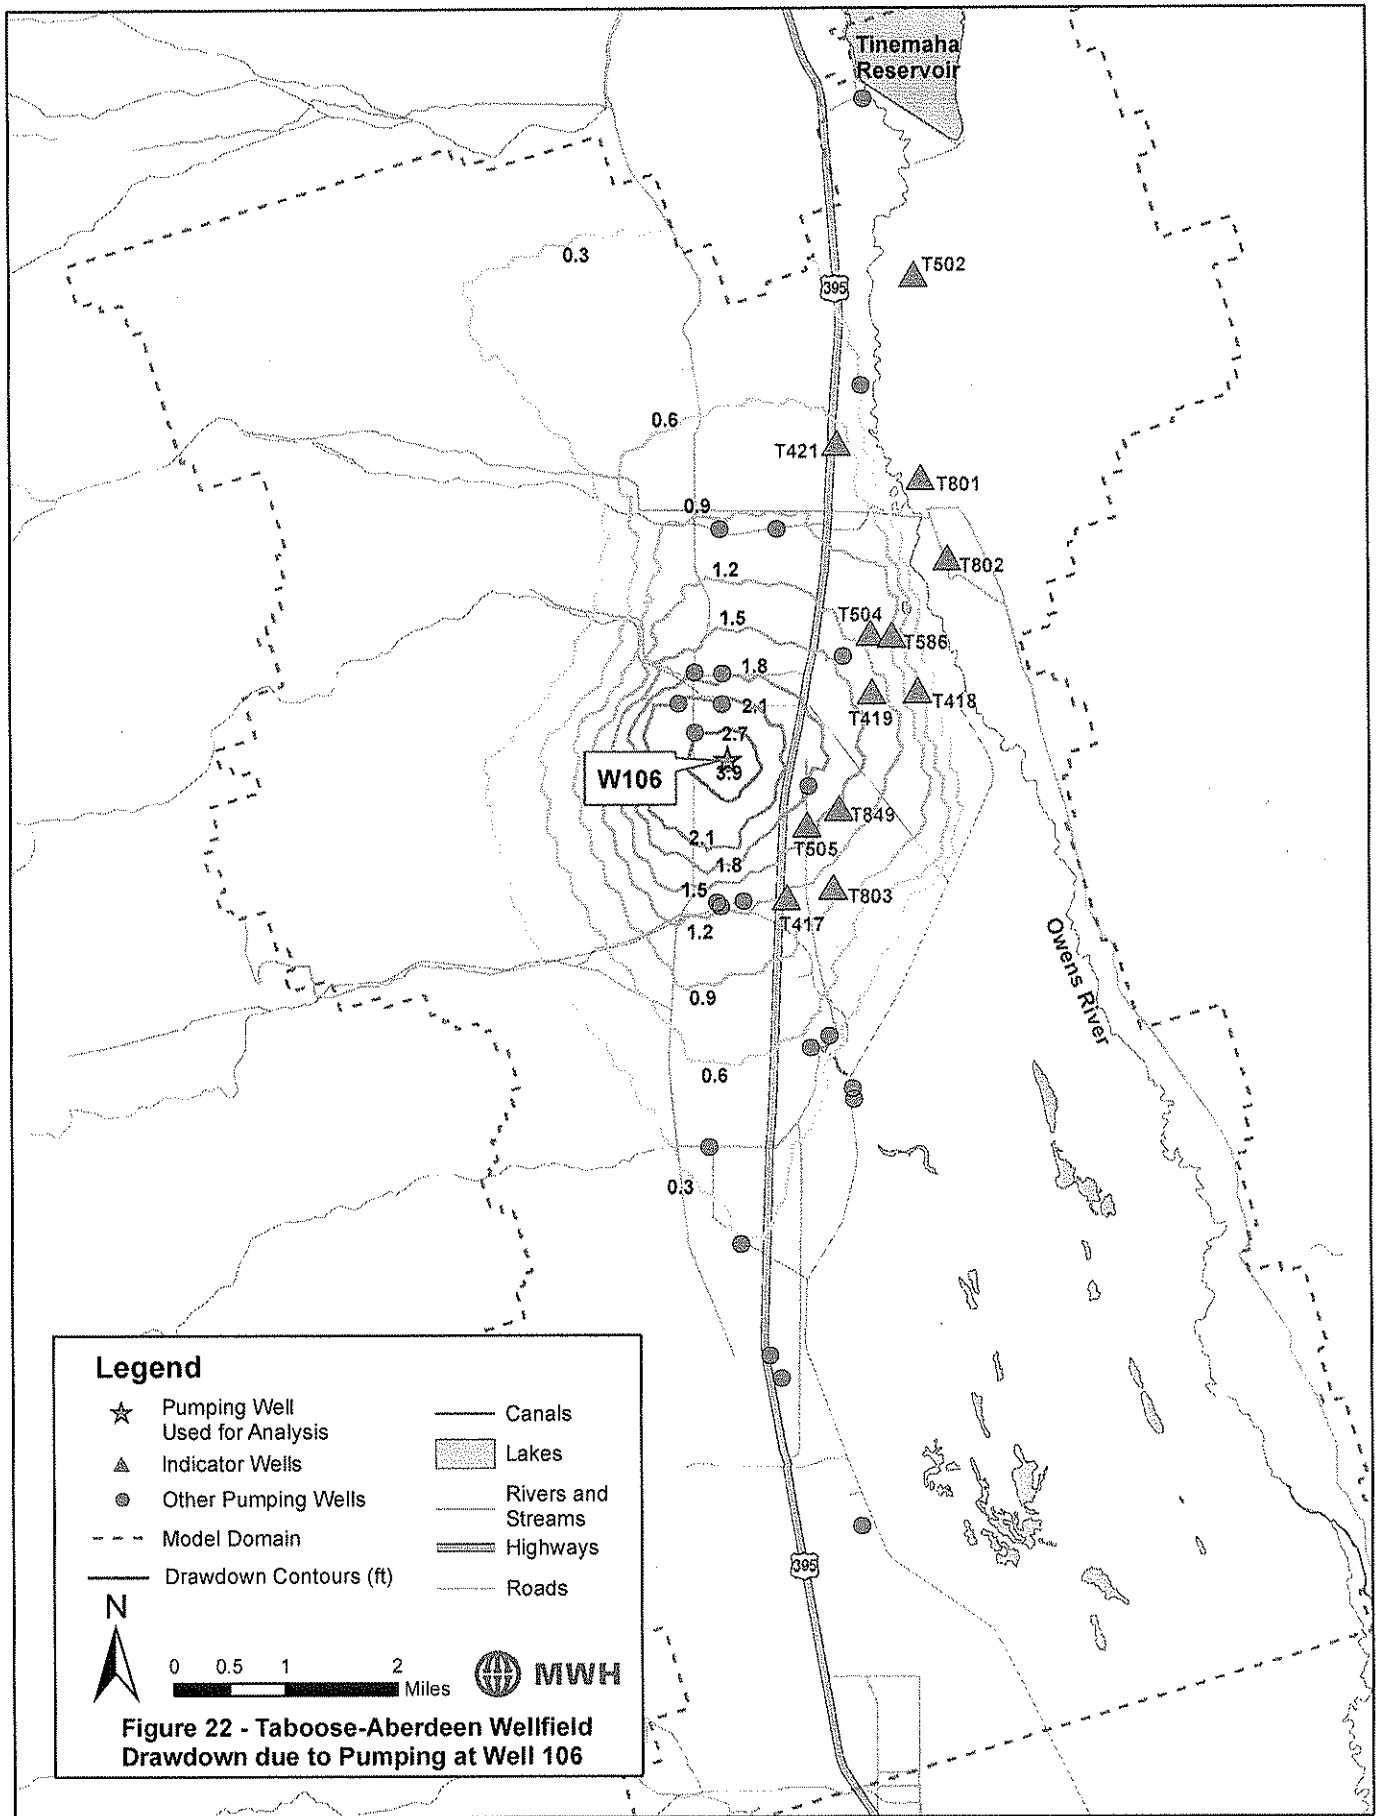 Tinemaha
Reservoir
T502
0.3
395
0.6
T421
T801
0.9
T802
1.2
T504
1.5
T586
1.8
T418
2.1
T419
2.7
W106
3.9
T849
2.1
T505
1.8
1.5
T803
T417
1.2
Owens River
0.9
0.6
0.3
Legend
Pumping Well
Used for Analysis
Indicator Wells
Other Pumping Wells
Model Domain
Drawdown Contours (ft)
Canals
Lakes
Rivers and
Streams
Highways
Roads
395
N
0 0.5 1 2
Miles
MWH
Figure 22 - Taboose-Aberdeen Wellfield
Drawdown due to Pumping at Well 106